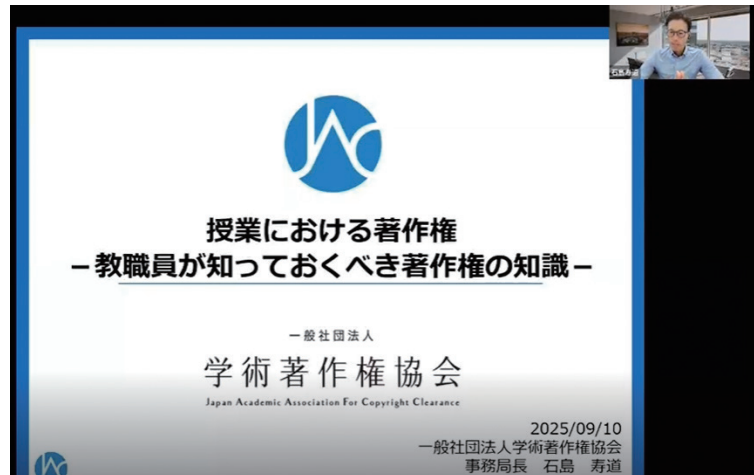 授業における著作権
－教職員が知っておくべき著作権の知識－
一般社団法人
学術著作権協会
Japan Academic Association For Copyright Clearance
2025/09/10
一般社団法人学術著作権協会
事務局長 石島 寿道